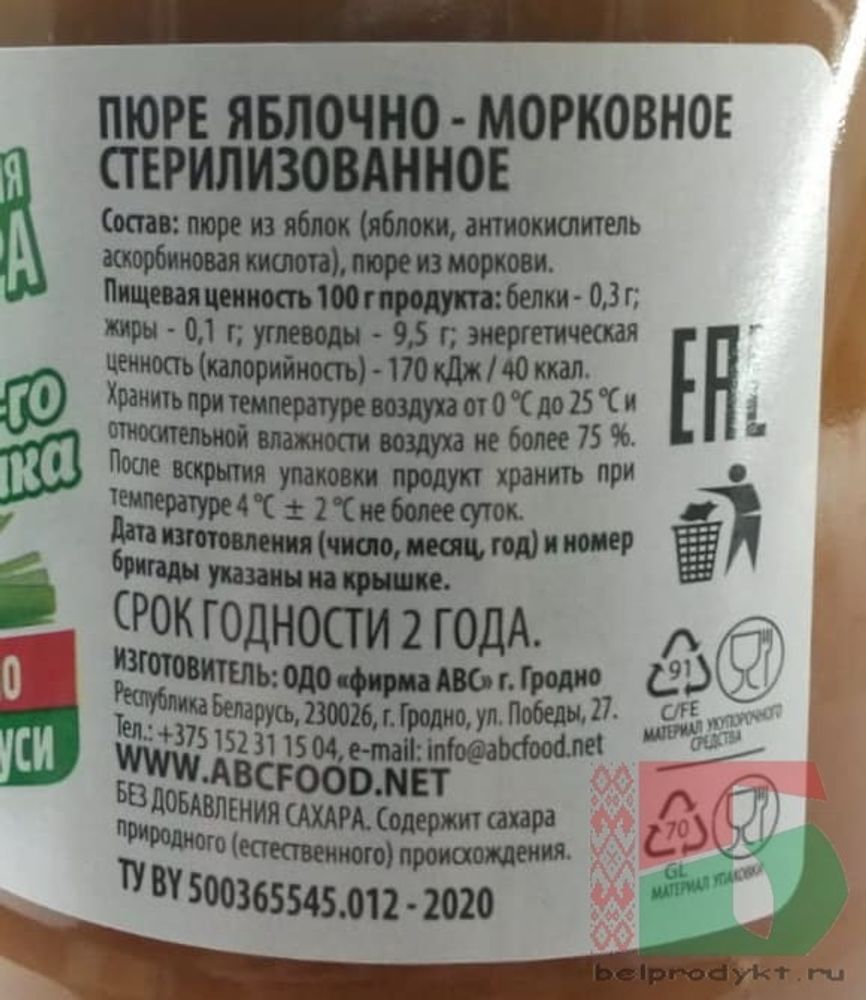 ПЮРЕ ЯБЛОЧНО - МОРКОВНОЕ
СТЕРИЛИЗОВАННОЕ
Состав: пюре из яблок (яблоки, антиокислитель
аскорбиновая кислота), пюре из моркови.
Пищевая ценность 100 г продукта: белки - 0,3 г;
жиры - 0,1 г; углеводы - 9,5 г; энергетическая
ценность (калорийность) - 170 кДж / 40 ккал.
Хранить при температуре воздуха от 0 °С до 25 °С и
относительной влажности воздуха не более 75 %.
После вскрытия упаковки продукт хранить при
температуре 4 °С ± 2 °С не более суток.
Дата изготовления (число, месяц, год) и номер
бригады указаны на крышке.
СРОК ГОДНОСТИ 2 ГОДА.
ИЗГОТОВИТЕЛЬ: ОДО «фирма АВС» г. Гродно
Республика Беларусь, 230026, г. Гродно, ул. Победы, 27.
Тел.: +375 152 31 15 04, e-mail: info@abcfood.net
WWW.ABCFOOD.NET
БЕЗ ДОБАВЛЕНИЯ САХАРА. Содержит сахара
природного (естественного) происхождения.
ТУ BY 500365545.012 - 2020
EAC
91
C/FE
МАТЕРИАЛ УКУПОРОЧНОГО
СРЕДСТВА
70
GL
МАТЕРИАЛ УПАКОВКИ
belprodykt.ru